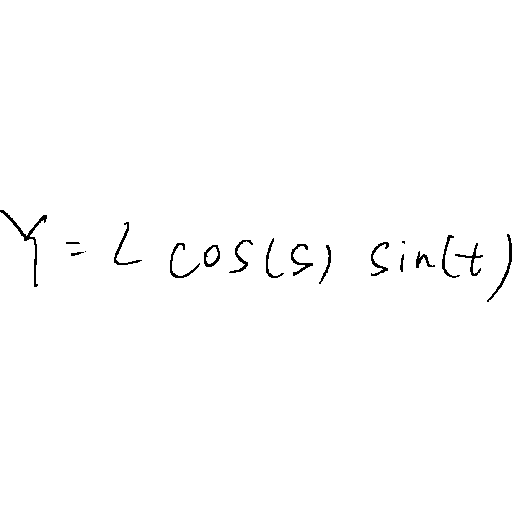 Y = L cos(s) sin(t)